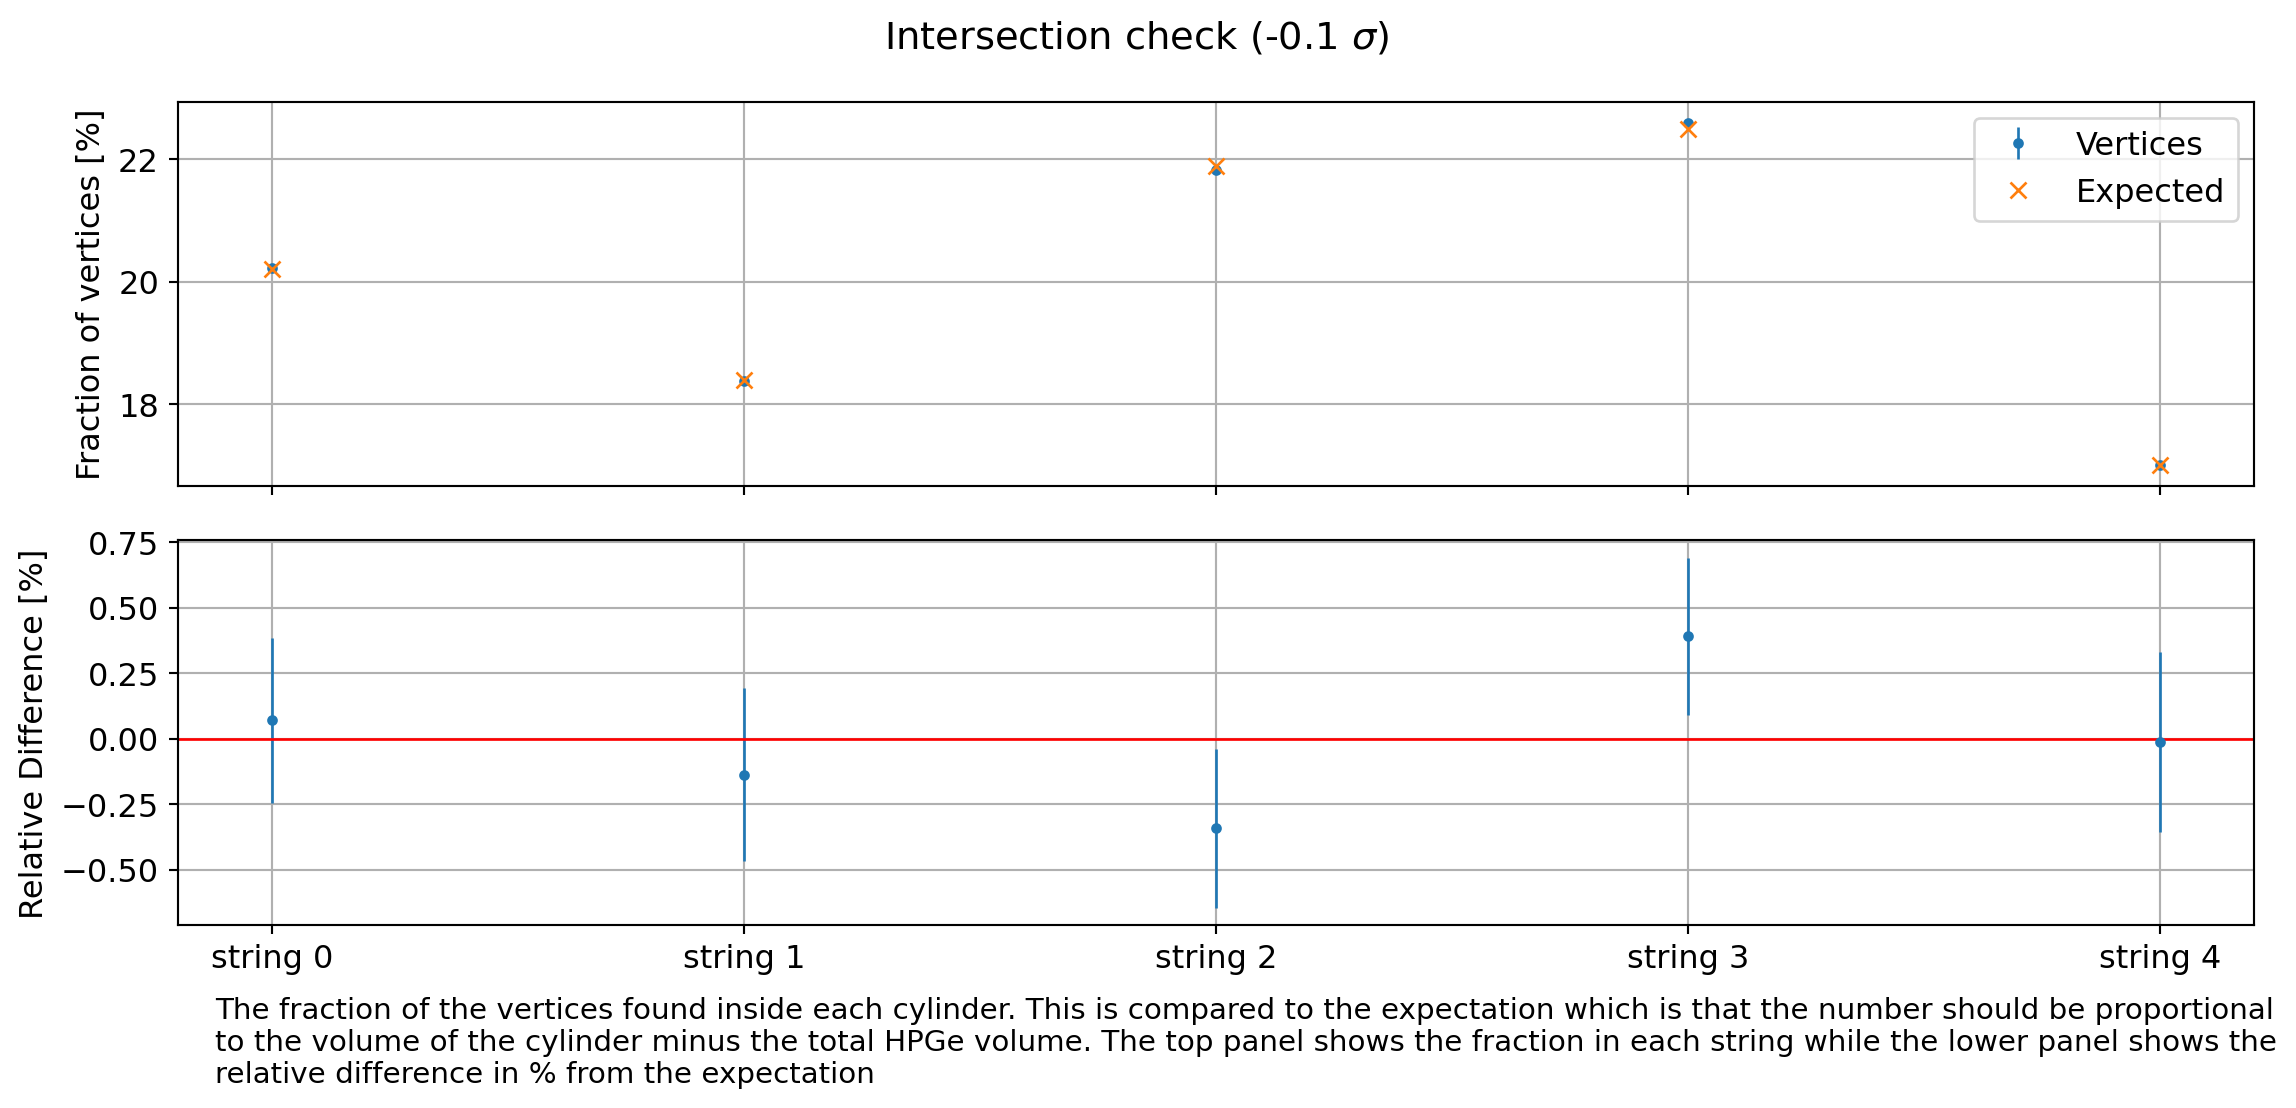 Intersection check (-0.1 σ)
Fraction of vertices [%]
22
20
18
Vertices
Expected
Relative Difference [%]
0.75
0.50
0.25
0.00
−0.25
−0.50
string 0
string 1
string 2
string 3
string 4
The fraction of the vertices found inside each cylinder. This is compared to the expectation which is that the number should be proportional
to the volume of the cylinder minus the total HPGe volume. The top panel shows the fraction in each string while the lower panel shows the
relative difference in % from the expectation